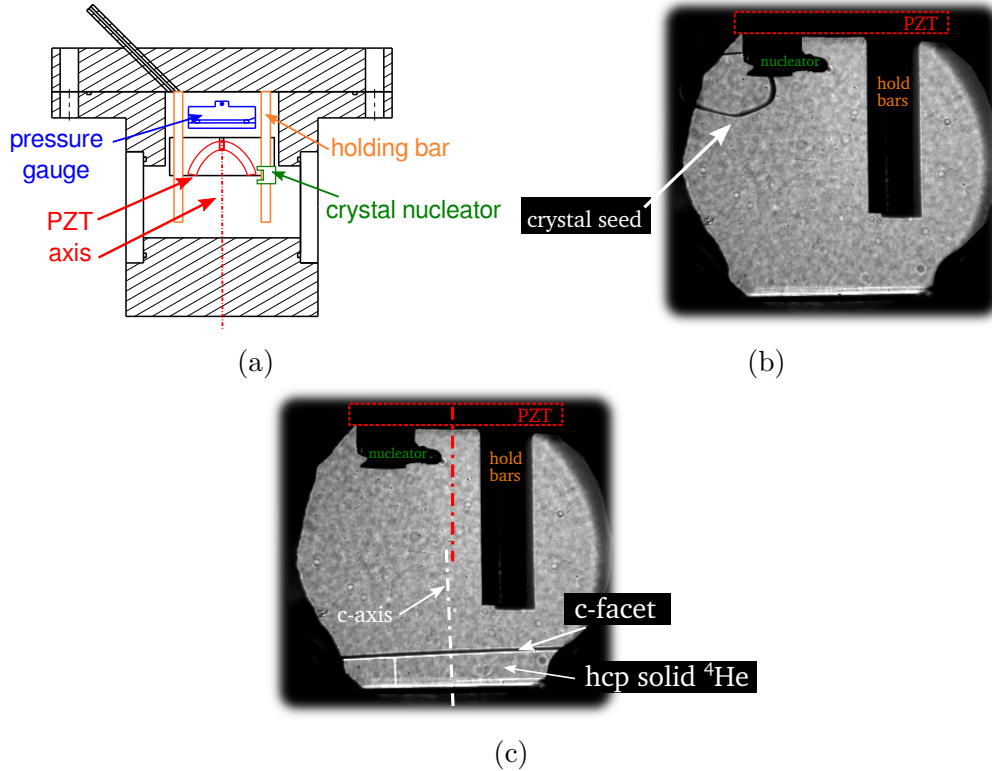 pressure
gauge
holding bar
crystal nucleator
PZT
axis
(a)
PZT
nucleator
hold
bars
crystal seed
(b)
PZT
nucleator
hold
bars
c-axis
c-facet
hcp solid ⁴He
(c)